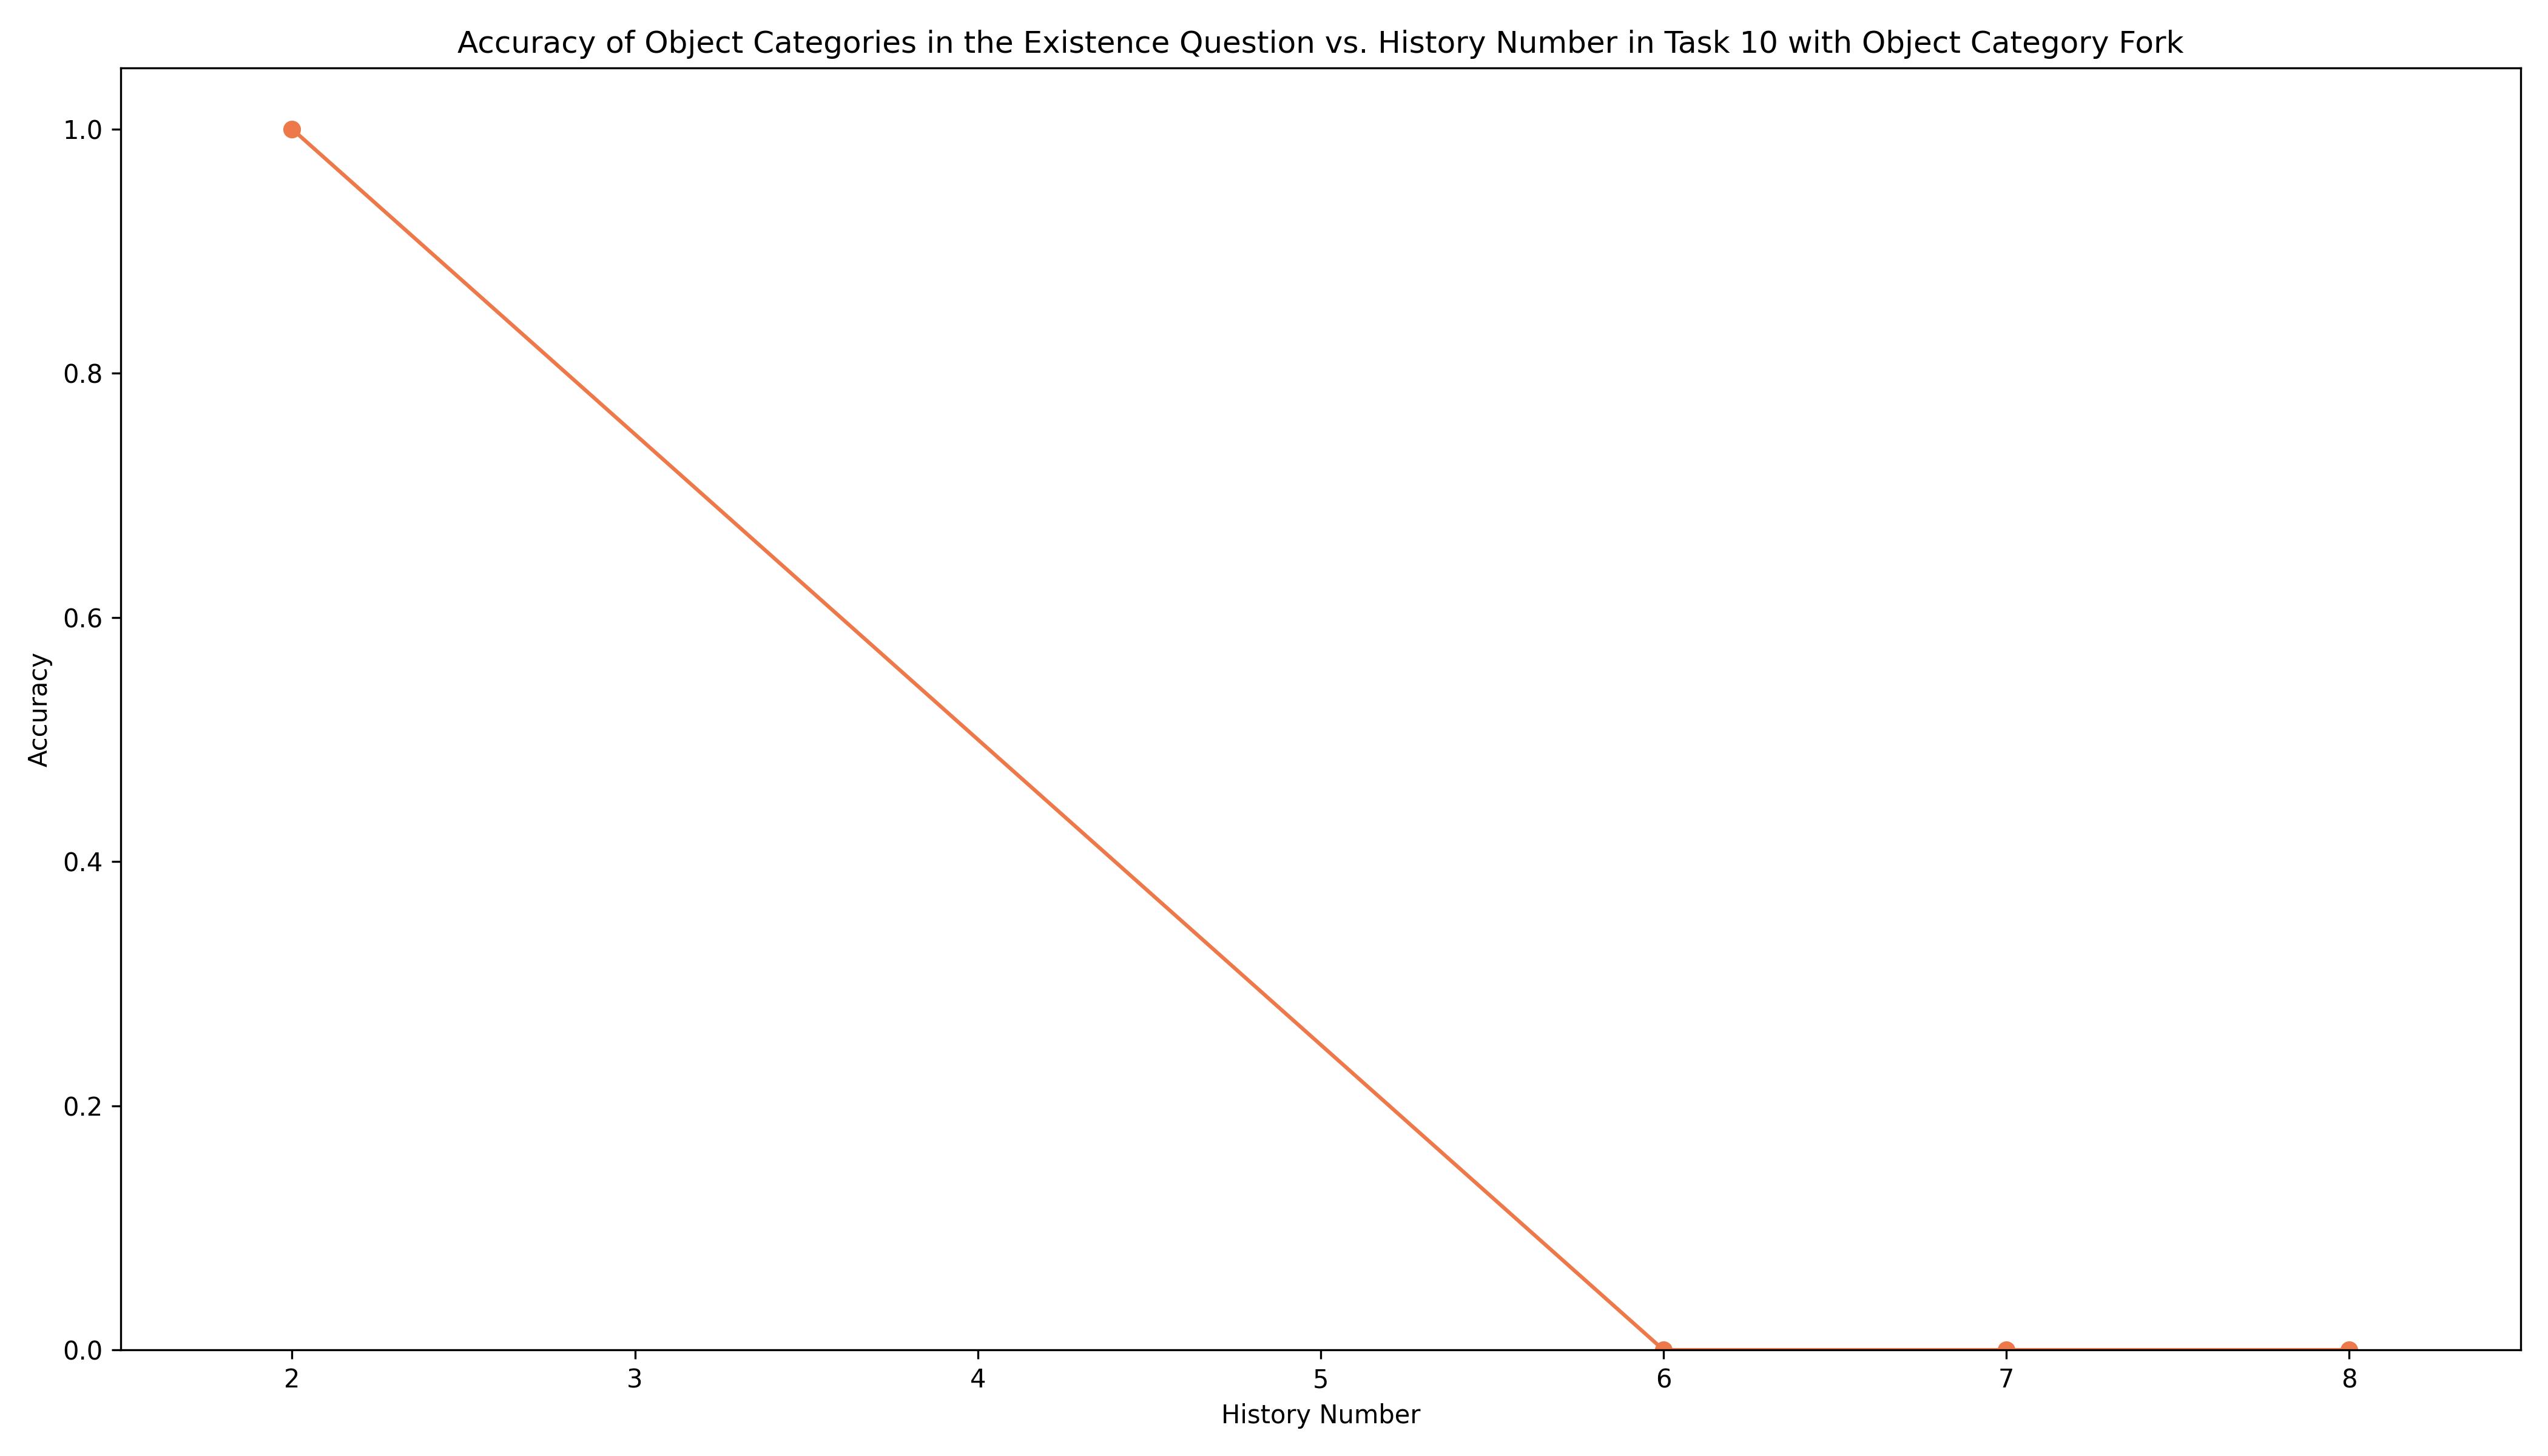 Accuracy of Object Categories in the Existence Question vs. History Number in Task 10 with Object Category Fork
1.0
0.8
0.6
0.4
0.2
0.0
Accuracy
2 3 4 5 6 7 8
History Number